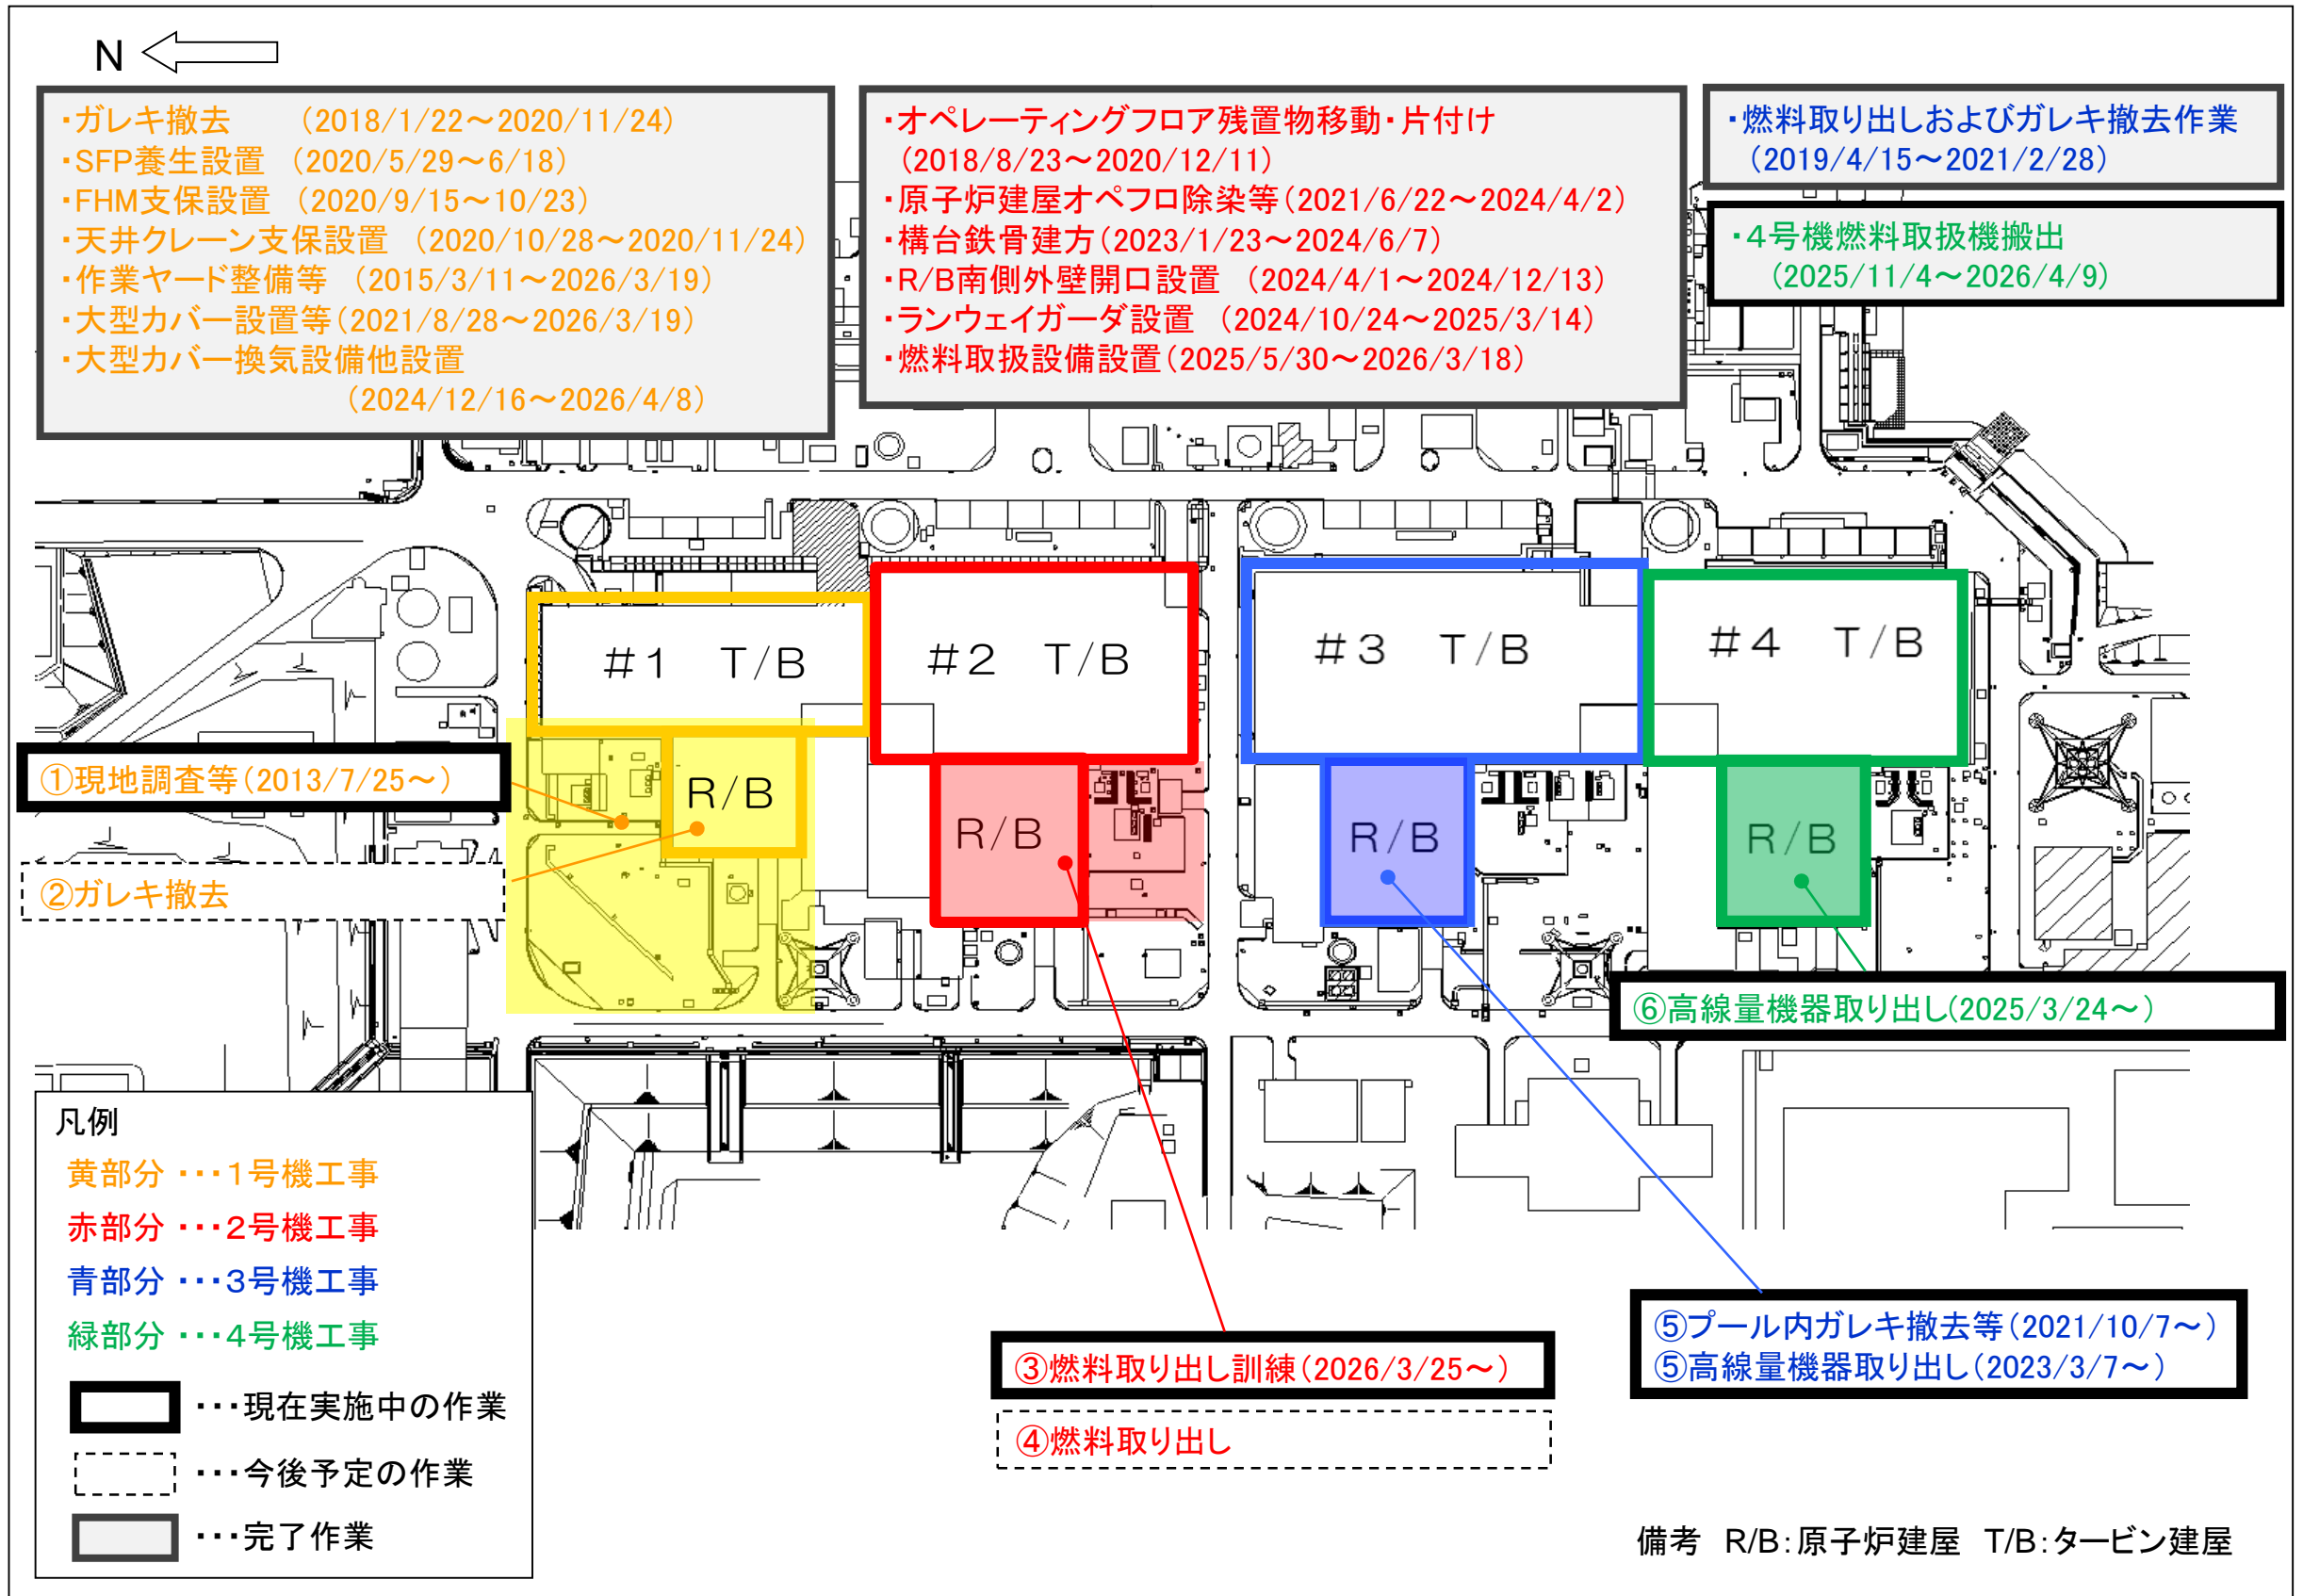 N
・ガレキ撤去　（2018/1/22～2020/11/24）
・SFP養生設置　（2020/5/29～6/18）
・FHM支保設置　（2020/9/15～10/23）
・天井クレーン支保設置　（2020/10/28～2020/11/24）
・作業ヤード整備等　（2015/3/11～2026/3/19）
・大型カバー設置等（2021/8/28～2026/3/19）
・大型カバー換気設備他設置
（2024/12/16～2026/4/8）
・オペレーティングフロア残置物移動・片付け
（2018/8/23～2020/12/11）
・原子炉建屋オペフロ除染等（2021/6/22～2024/4/2）
・構台鉄骨建方（2023/1/23～2024/6/7）
・R/B南側外壁開口設置　（2024/4/1～2024/12/13）
・ランウェイガーダ設置　（2024/10/24～2025/3/14）
・燃料取扱設備設置（2025/5/30～2026/3/18）
・燃料取り出しおよびガレキ撤去作業
（2019/4/15～2021/2/28）
・4号機燃料取扱機搬出
（2025/11/4～2026/4/9）
＃1　T/B
＃2　T/B
＃3　T/B
＃4　T/B
R/B
R/B
R/B
R/B
①現地調査等（2013/7/25～）
②ガレキ撤去
⑥高線量機器取り出し(2025/3/24～)
③燃料取り出し訓練（2026/3/25～）
④燃料取り出し
⑤プール内ガレキ撤去等（2021/10/7～）
⑤高線量機器取り出し（2023/3/7～）
凡例
黄部分 ・・・1号機工事
赤部分 ・・・2号機工事
青部分 ・・・3号機工事
緑部分 ・・・4号機工事
・・・現在実施中の作業
・・・今後予定の作業
・・・完了作業
備考　R/B：原子炉建屋　T/B：タービン建屋